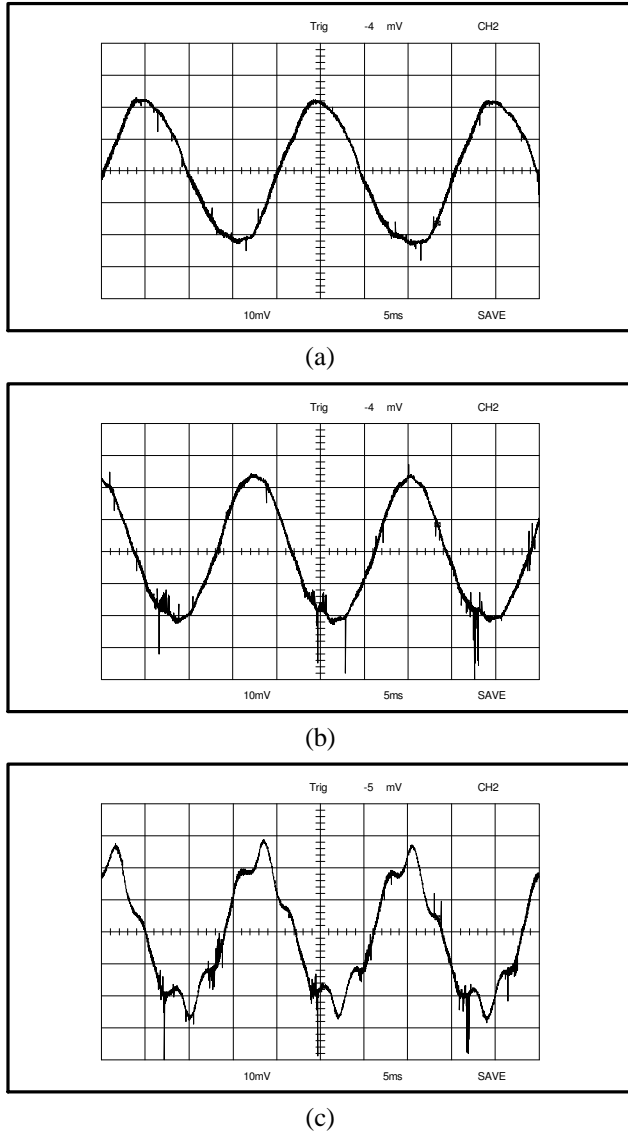 Trig -4 mV CH2
10mV 5ms SAVE
(a)
Trig -4 mV CH2
10mV 5ms SAVE
(b)
Trig -5 mV CH2
10mV 5ms SAVE
(c)